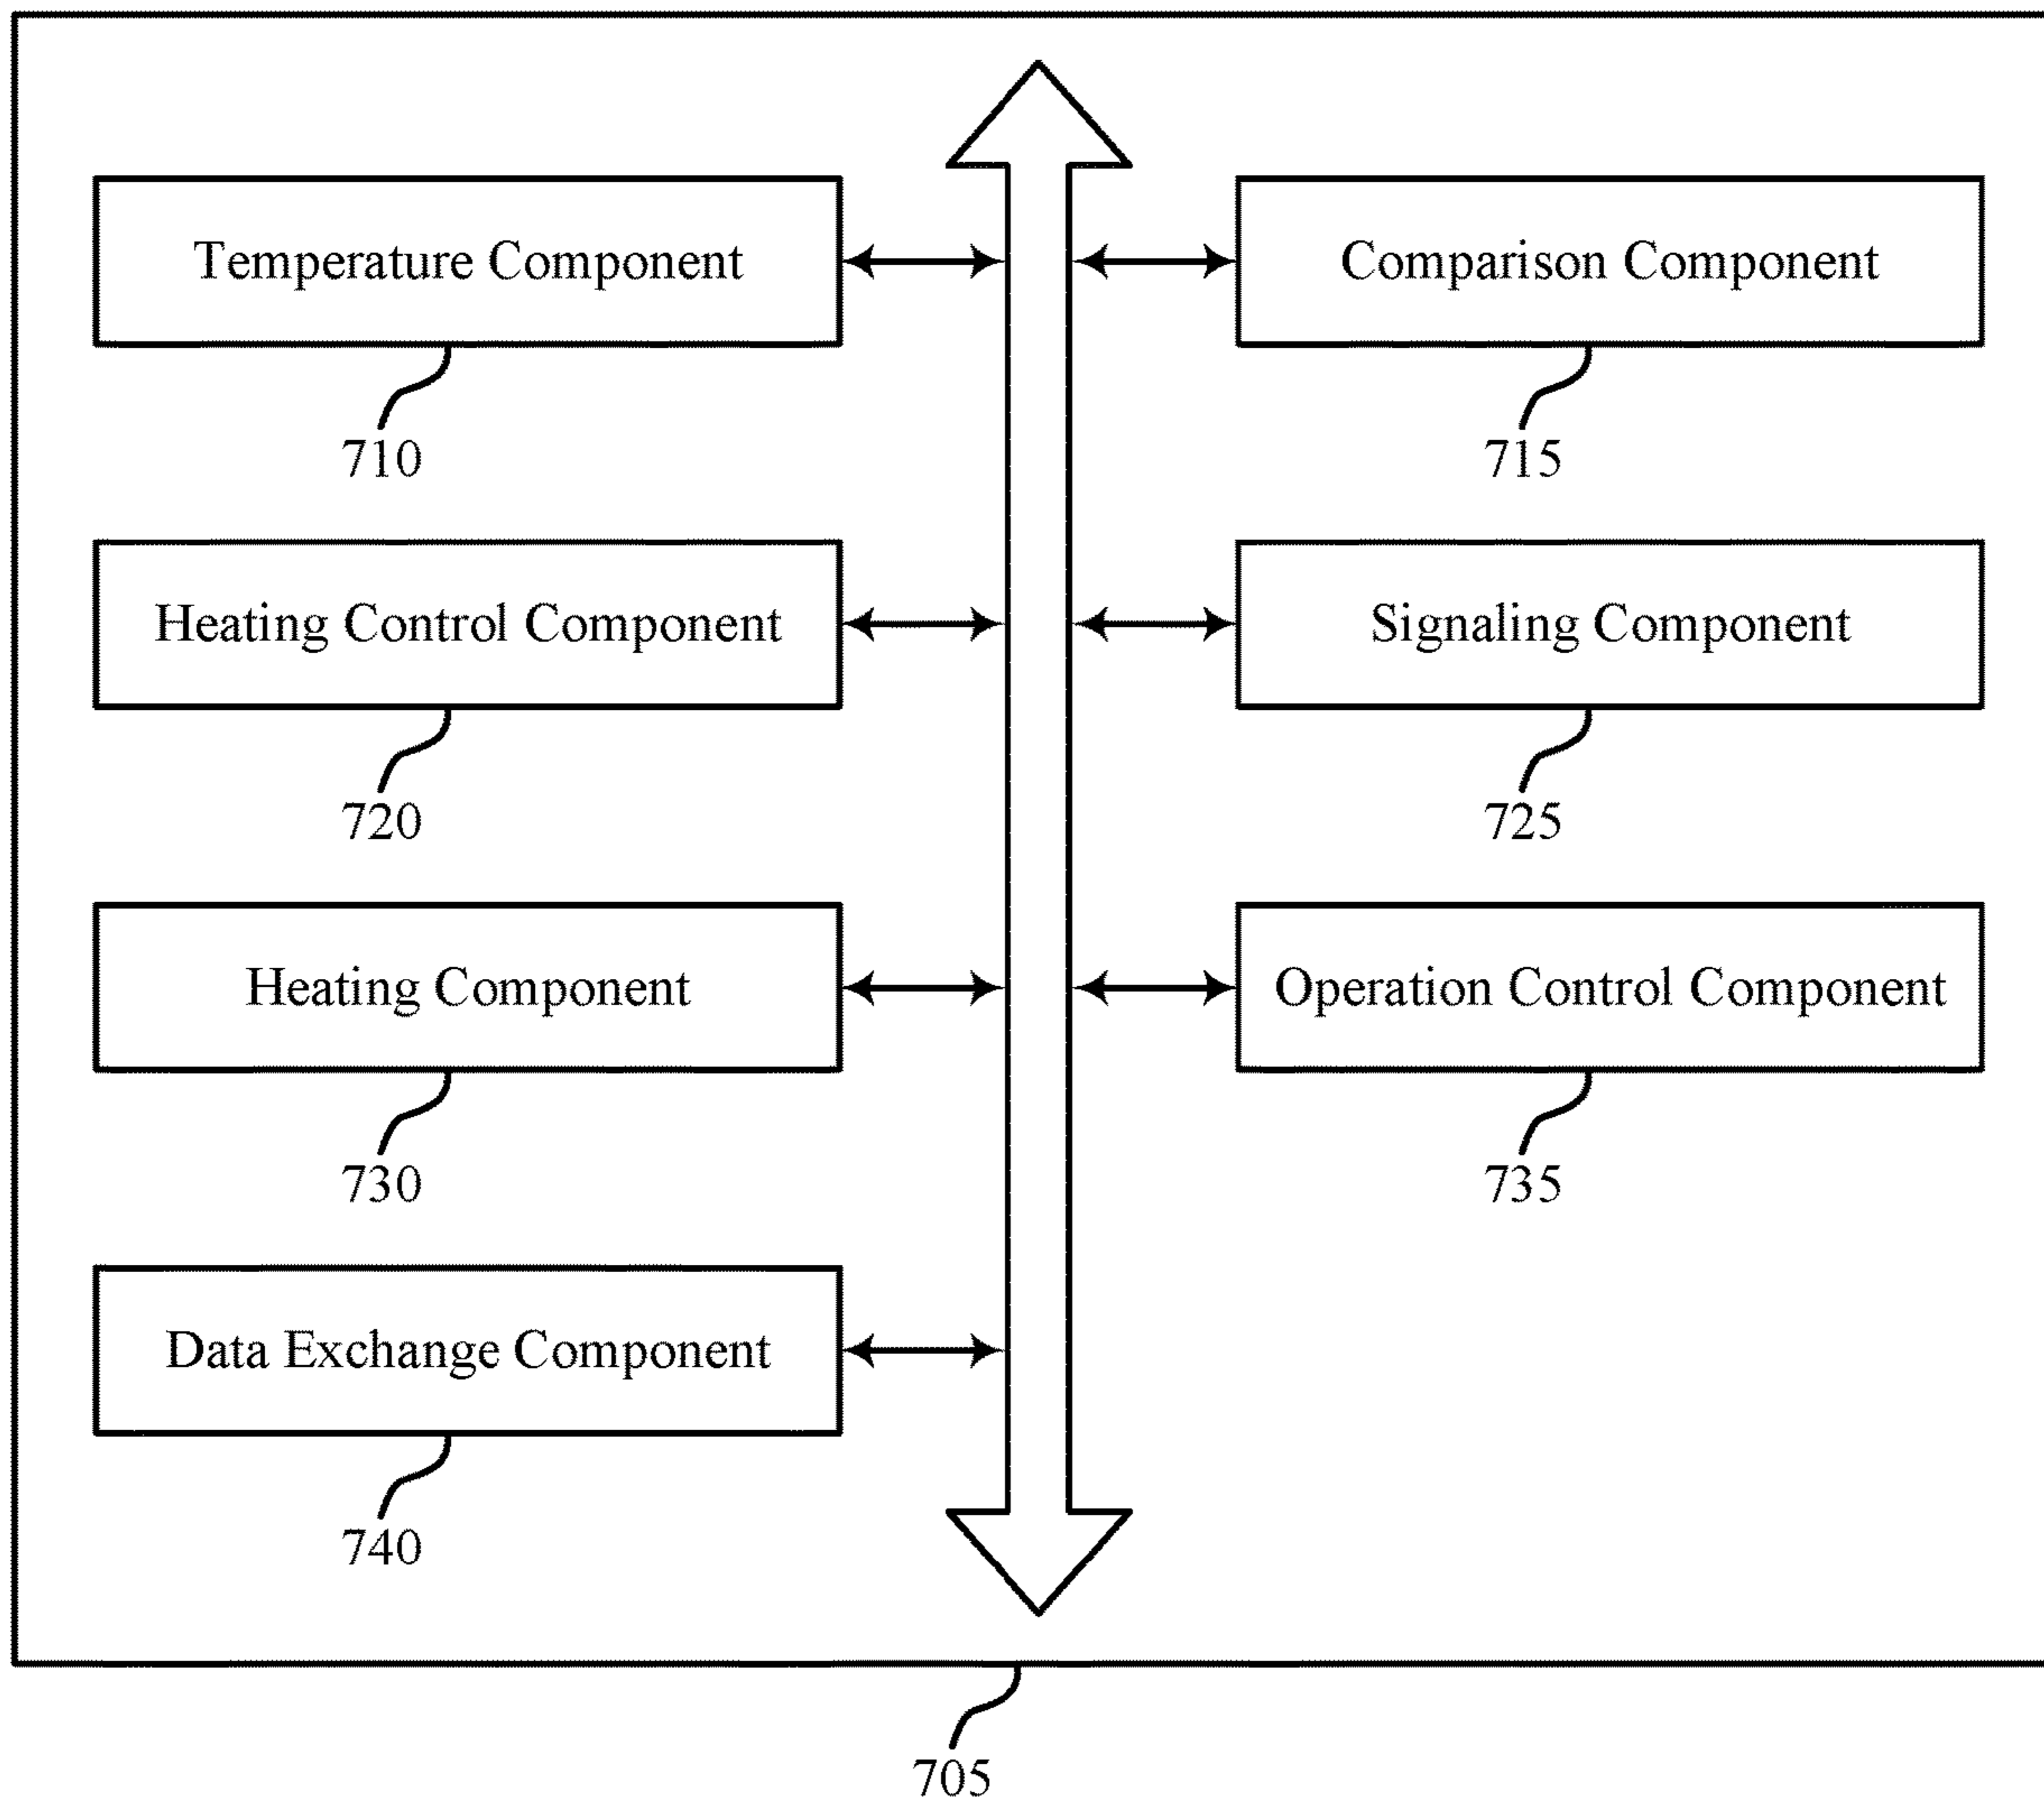 Temperature Component
Comparison Component
710
715
Heating Control Component
Signaling Component
720
725
Heating Component
Operation Control Component
730
735
Data Exchange Component
740
705